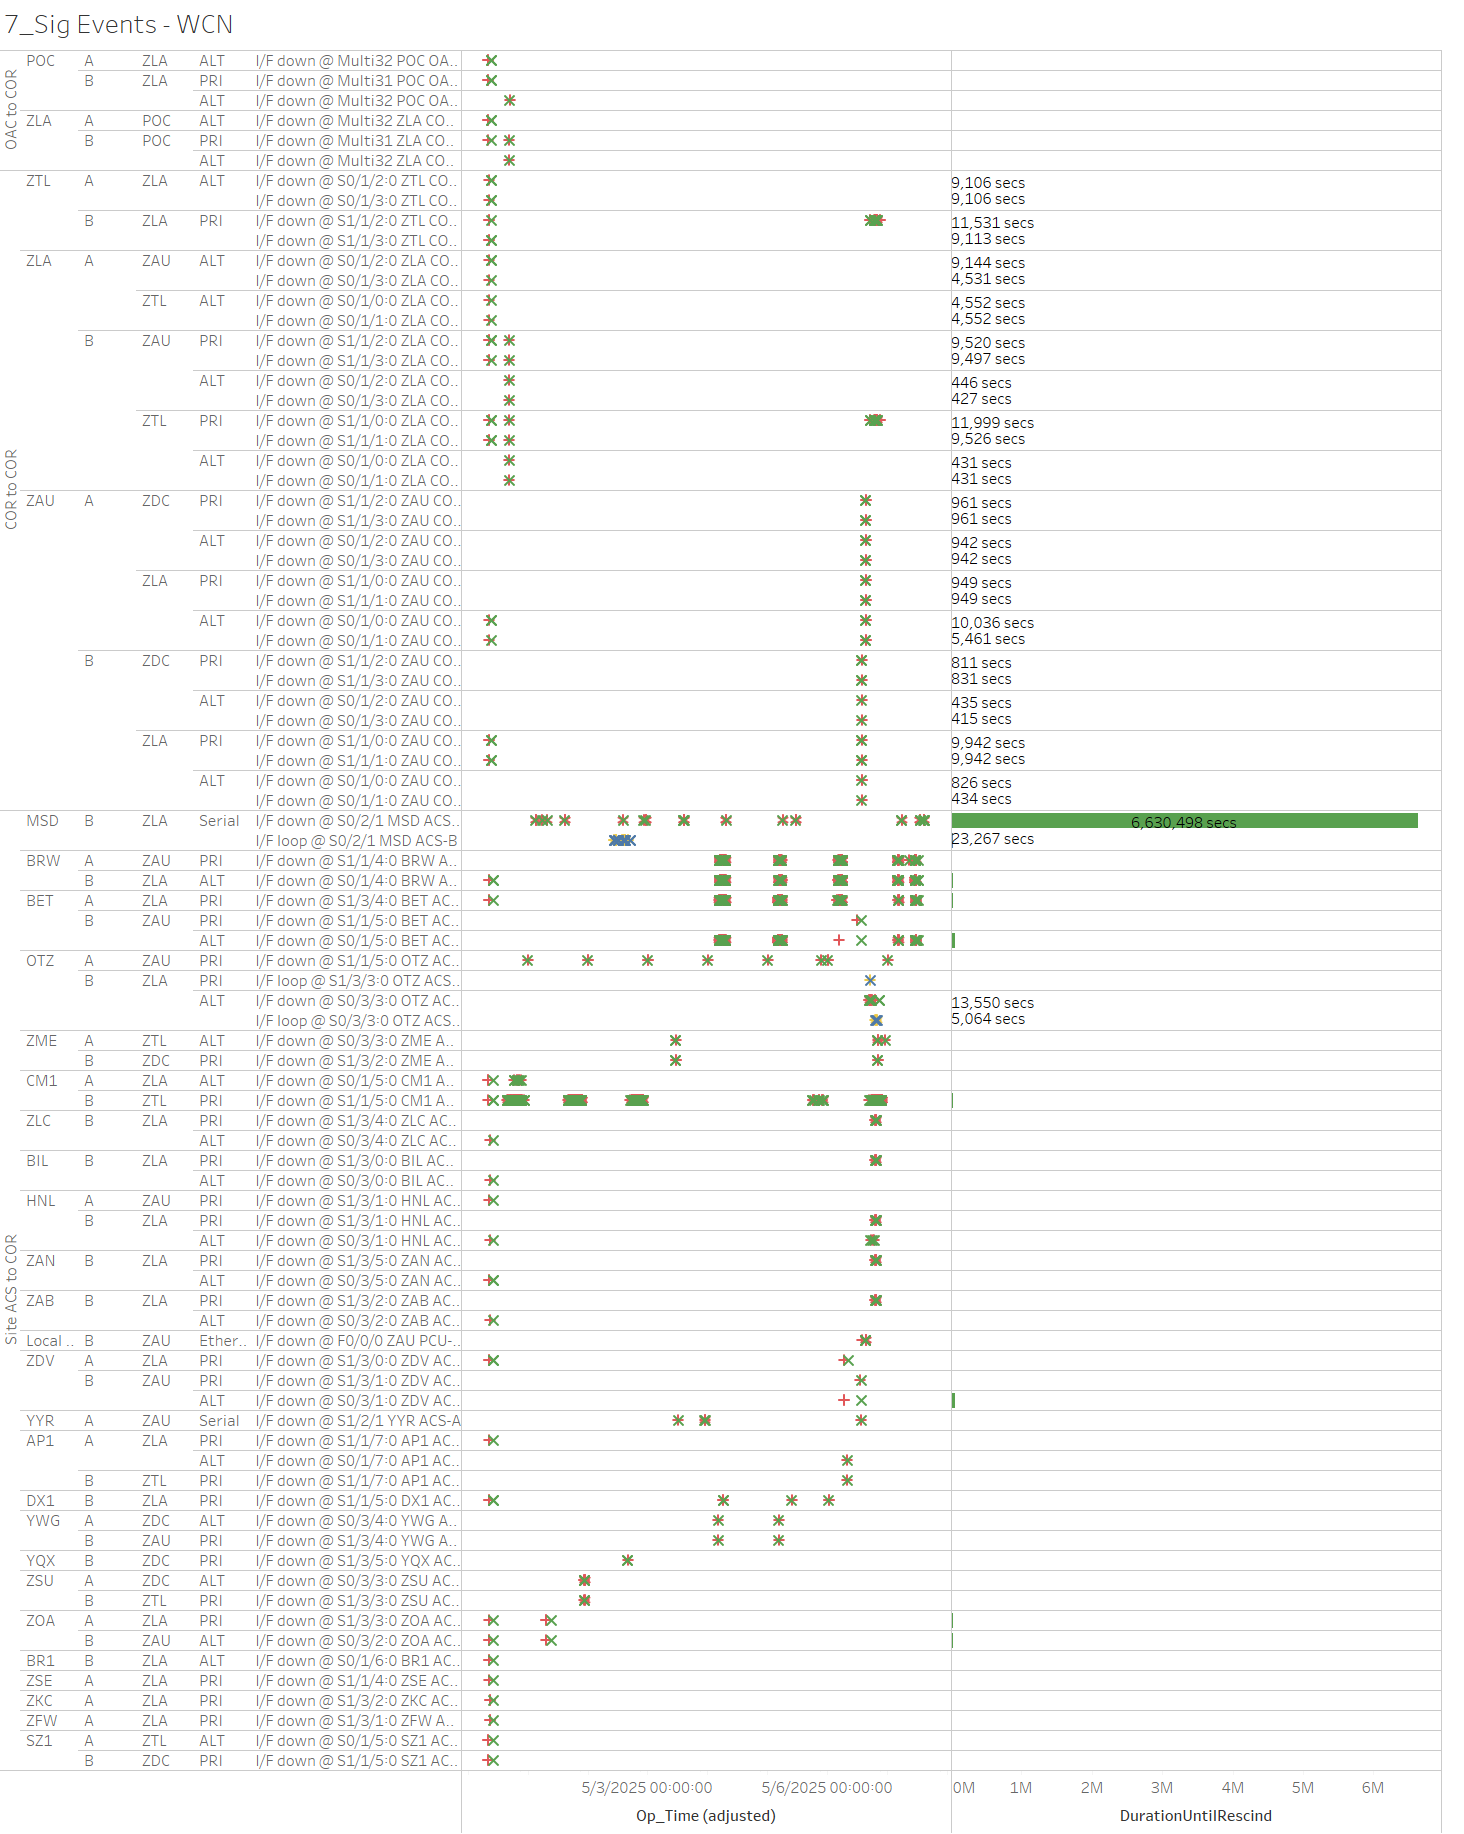 7_Sig Events - WCN
OAC to COR
POC A ZLA ALT I/F down @ Multi32 POC OA..
B ZLA PRI I/F down @ Multi31 POC OA..
ALT I/F down @ Multi32 POC OA..
ZLA A POC ALT I/F down @ Multi32 ZLA CO..
B POC PRI I/F down @ Multi31 ZLA CO..
ALT I/F down @ Multi32 ZLA CO..
COR to COR
ZTL A ZLA ALT I/F down @ S0/1/2:0 ZTL CO.. 9,106 secs
I/F down @ S0/1/3:0 ZTL CO.. 9,106 secs
B ZLA PRI I/F down @ S1/1/2:0 ZTL CO.. 11,531 secs
I/F down @ S1/1/3:0 ZTL CO.. 9,113 secs
ZLA A ZAU ALT I/F down @ S0/1/2:0 ZLA CO.. 9,144 secs
I/F down @ S0/1/3:0 ZLA CO.. 4,531 secs
ZTL ALT I/F down @ S0/1/0:0 ZLA CO.. 4,552 secs
I/F down @ S0/1/1:0 ZLA CO.. 4,552 secs
B ZAU PRI I/F down @ S1/1/2:0 ZLA CO.. 9,520 secs
I/F down @ S1/1/3:0 ZLA CO.. 9,497 secs
ALT I/F down @ S0/1/2:0 ZLA CO.. 446 secs
I/F down @ S0/1/3:0 ZLA CO.. 427 secs
ZTL PRI I/F down @ S1/1/0:0 ZLA CO.. 11,999 secs
I/F down @ S1/1/1:0 ZLA CO.. 9,526 secs
ALT I/F down @ S0/1/0:0 ZLA CO.. 431 secs
I/F down @ S0/1/1:0 ZLA CO.. 431 secs
ZAU A ZDC PRI I/F down @ S1/1/2:0 ZAU CO.. 961 secs
I/F down @ S1/1/3:0 ZAU CO.. 961 secs
ALT I/F down @ S0/1/2:0 ZAU CO.. 942 secs
I/F down @ S0/1/3:0 ZAU CO.. 942 secs
ZLA PRI I/F down @ S1/1/0:0 ZAU CO.. 949 secs
I/F down @ S1/1/1:0 ZAU CO.. 949 secs
ALT I/F down @ S0/1/0:0 ZAU CO.. 10,036 secs
I/F down @ S0/1/1:0 ZAU CO.. 5,461 secs
B ZDC PRI I/F down @ S1/1/2:0 ZAU CO.. 811 secs
I/F down @ S1/1/3:0 ZAU CO.. 831 secs
ALT I/F down @ S0/1/2:0 ZAU CO.. 435 secs
I/F down @ S0/1/3:0 ZAU CO.. 415 secs
ZLA PRI I/F down @ S1/1/0:0 ZAU CO.. 9,942 secs
I/F down @ S1/1/1:0 ZAU CO.. 9,942 secs
ALT I/F down @ S0/1/0:0 ZAU CO.. 826 secs
I/F down @ S0/1/1:0 ZAU CO.. 434 secs
Site ACS to COR
MSD B ZLA Serial I/F down @ S0/2/1 MSD ACS.. 6,630,498 secs
I/F loop @ S0/2/1 MSD ACS-B 23,267 secs
BRW A ZAU PRI I/F down @ S1/1/4:0 BRW A..
B ZLA ALT I/F down @ S0/1/4:0 BRW A..
BET A ZLA PRI I/F down @ S1/3/4:0 BET AC..
B ZAU PRI I/F down @ S1/1/5:0 BET AC..
ALT I/F down @ S0/1/5:0 BET AC..
OTZ A ZAU PRI I/F down @ S1/1/5:0 OTZ AC..
B ZLA PRI I/F loop @ S1/3/3:0 OTZ ACS..
ALT I/F down @ S0/3/3:0 OTZ AC.. 13,550 secs
I/F loop @ S0/3/3:0 OTZ ACS.. 5,064 secs
ZME A ZTL ALT I/F down @ S0/3/3:0 ZME A..
B ZDC PRI I/F down @ S1/3/2:0 ZME A..
CM1 A ZLA ALT I/F down @ S0/1/5:0 CM1 A..
B ZTL PRI I/F down @ S1/1/5:0 CM1 A..
ZLC B ZLA PRI I/F down @ S1/3/4:0 ZLC AC..
ALT I/F down @ S0/3/4:0 ZLC AC..
BIL B ZLA PRI I/F down @ S1/3/0:0 BIL AC..
ALT I/F down @ S0/3/0:0 BIL AC..
HNL A ZAU PRI I/F down @ S1/3/1:0 HNL AC..
B ZLA PRI I/F down @ S1/3/1:0 HNL AC..
ALT I/F down @ S0/3/1:0 HNL AC..
ZAN B ZLA PRI I/F down @ S1/3/5:0 ZAN AC..
ALT I/F down @ S0/3/5:0 ZAN AC..
ZAB B ZLA PRI I/F down @ S1/3/2:0 ZAB AC..
ALT I/F down @ S0/3/2:0 ZAB AC..
Local .. B ZAU Ether.. I/F down @ F0/0/0 ZAU PCU-..
ZDV A ZLA PRI I/F down @ S1/3/0:0 ZDV AC..
B ZAU PRI I/F down @ S1/3/1:0 ZDV AC..
ALT I/F down @ S0/3/1:0 ZDV AC..
YYR A ZAU Serial I/F down @ S1/2/1 YYR ACS-A
AP1 A ZLA PRI I/F down @ S1/1/7:0 AP1 AC..
ALT I/F down @ S0/1/7:0 AP1 AC..
B ZTL PRI I/F down @ S1/1/7:0 AP1 AC..
DX1 B ZLA PRI I/F down @ S1/1/5:0 DX1 AC..
YWG A ZDC ALT I/F down @ S0/3/4:0 YWG A..
B ZAU PRI I/F down @ S1/3/4:0 YWG A..
YQX B ZDC PRI I/F down @ S1/3/5:0 YQX AC..
ZSU A ZDC ALT I/F down @ S0/3/3:0 ZSU AC..
B ZTL PRI I/F down @ S1/3/3:0 ZSU AC..
ZOA A ZLA PRI I/F down @ S1/3/3:0 ZOA AC..
B ZAU ALT I/F down @ S0/3/2:0 ZOA AC..
BR1 B ZLA ALT I/F down @ S0/1/6:0 BR1 AC..
ZSE A ZLA PRI I/F down @ S1/1/4:0 ZSE AC..
ZKC A ZLA PRI I/F down @ S1/3/2:0 ZKC AC..
ZFW A ZLA PRI I/F down @ S1/3/1:0 ZFW A..
SZ1 A ZTL ALT I/F down @ S0/1/5:0 SZ1 AC..
B ZDC PRI I/F down @ S1/1/5:0 SZ1 AC..
5/3/2025 00:00:00 5/6/2025 00:00:00 0M 1M 2M 3M 4M 5M 6M
Op_Time (adjusted) DurationUntilRescind